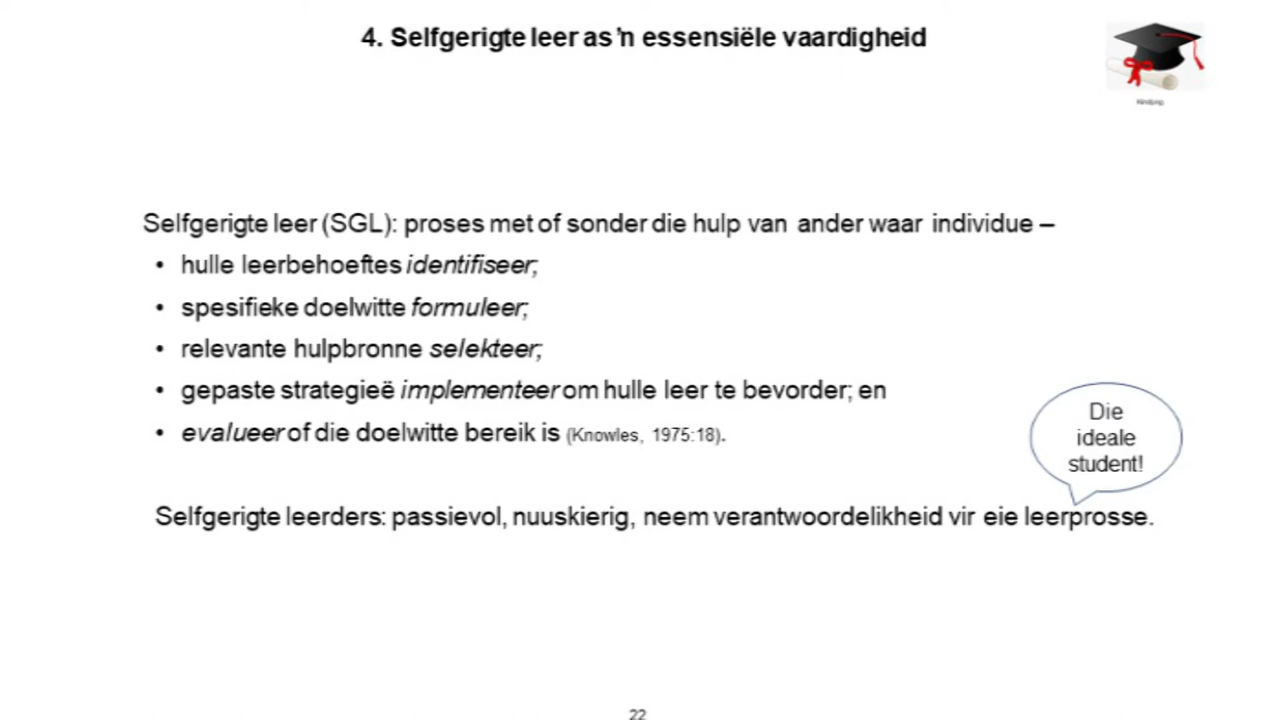 4. Selfgerigte leer as 'n essensiële vaardigheid
Selfgerigte leer (SGL): proses met of sonder die hulp van ander waar individue –
• hulle leerbehoeftes identifiseer;
• spesifieke doelwitte formuleer;
• relevante hulpbronne selekteer;
• gepaste strategieë implementeer om hulle leer te bevorder; en
• evalueer of die doelwitte bereik is (Knowles, 1975:18).
Die
ideale
student!
Selfgerigte leerders: passievol, nuuskierig, neem verantwoordelikheid vir eie leerprosse.
22